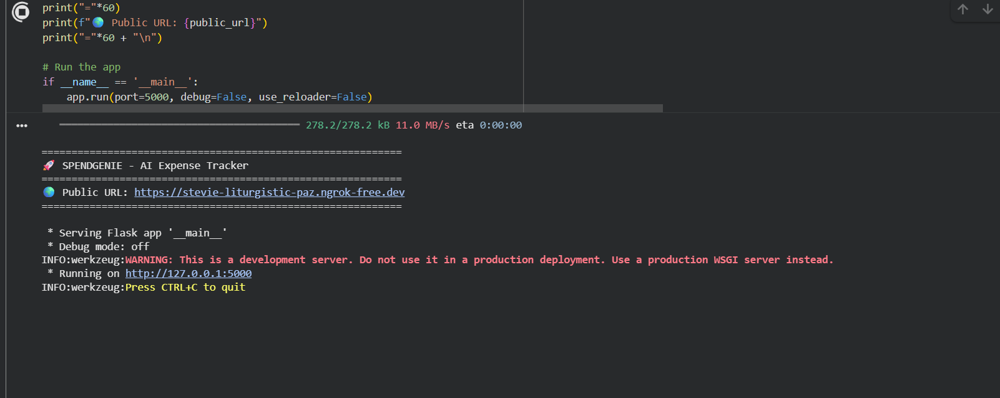 print("="*60)
print(f"🌍 Public URL: {public_url}")
print("="*60 + "\n")
# Run the app
if __name__ == '__main__':
    app.run(port=5000, debug=False, use_reloader=False)
278.2/278.2 kB 11.0 MB/s eta 0:00:00
============================================================
🚀 SPENDGENIE - AI Expense Tracker
============================================================
🌍 Public URL: https://stevie-liturgistic-paz.ngrok-free.dev
============================================================
 * Serving Flask app '__main__'
 * Debug mode: off
INFO:werkzeug:WARNING: This is a development server. Do not use it in a production deployment. Use a production WSGI server instead.
 * Running on http://127.0.0.1:5000
INFO:werkzeug:Press CTRL+C to quit